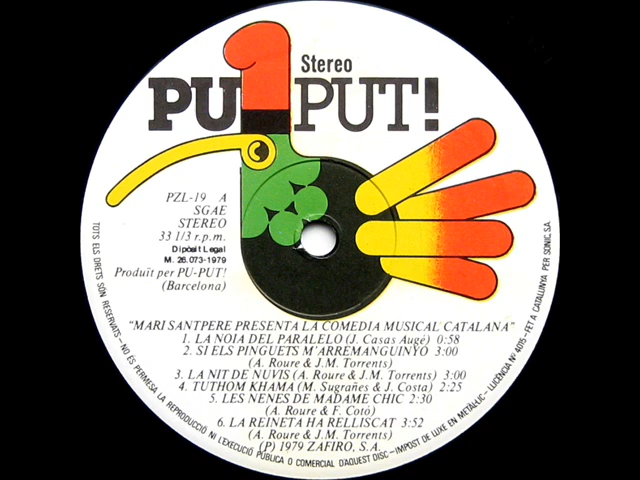 Stereo
PU PUT!
PZL-19 A
SGAE
STEREO
33 1/3 r.p.m.
Dipòsit Legal
M. 26.073-1979
Produït per PU-PUT!
(Barcelona)
"MARI SANTPERE PRESENTA LA COMEDIA MUSICAL CATALANA"
1. LA NOIA DEL PARALELO (J. Casas Augé) 0:58
2. SI ELS PINGUETS M'ARREMANGUINYO 3:00
(A. Roure & J.M. Torrents)
3. LA NIT DE NUVIS (A. Roure & J.M. Torrents) 3:00
4. TUTHOM KHAMA (M. Sugrañes & J. Costa) 2:25
5. LES NENES DE MADAME CHIC 2:30
(A. Roure & F. Cotó)
6. LA REINETA HA RELLISCAT 3:52
(A. Roure & J.M. Torrents)
(P) 1979 ZAFIRO, S.A.
TOTS ELS DRETS SON RESERVATS - NO ES PERMESA LA REPRODUCCIÓ NI L'EXECUCIÓ PUBLICA O COMERCIAL D'AQUEST DISC - IMPOST DE LUXE EN METÀL·LIC - LLICÈNCIA Nº 4015 - FET A CATALUNYA PER SONIC, S.A.